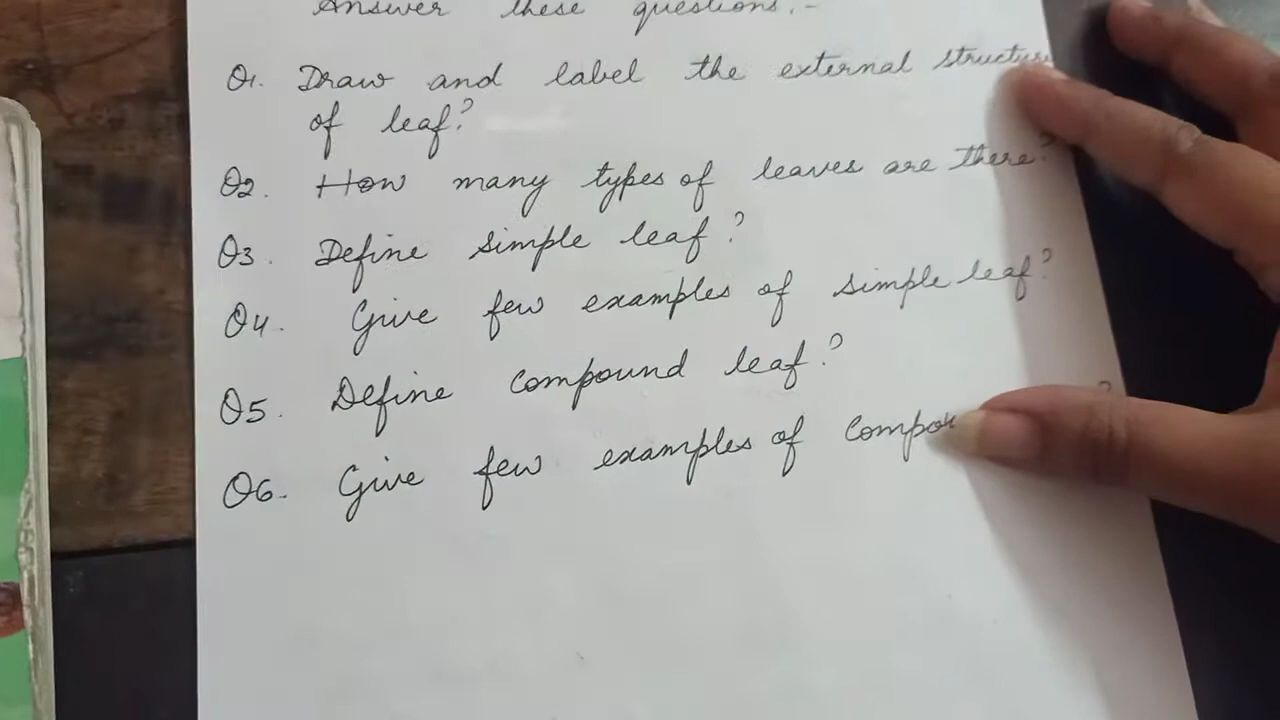 Answer these questions.-
Q1. Draw and label the external structure
of leaf?
Q2. How many types of leaves are there?
Q3. Define simple leaf?
Q4. Give few examples of simple leaf?
Q5. Define compound leaf?
Q6. Give few examples of ?